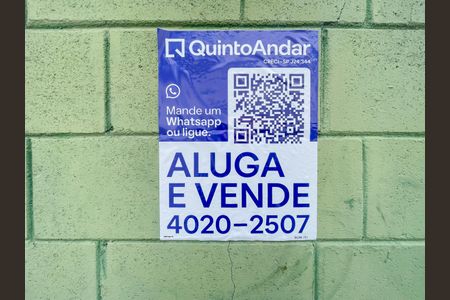 QuintoAndar
CRECI-SP J24.344
Mande um
Whatsapp
ou ligue.
ALUGA
E VENDE
4020-2507